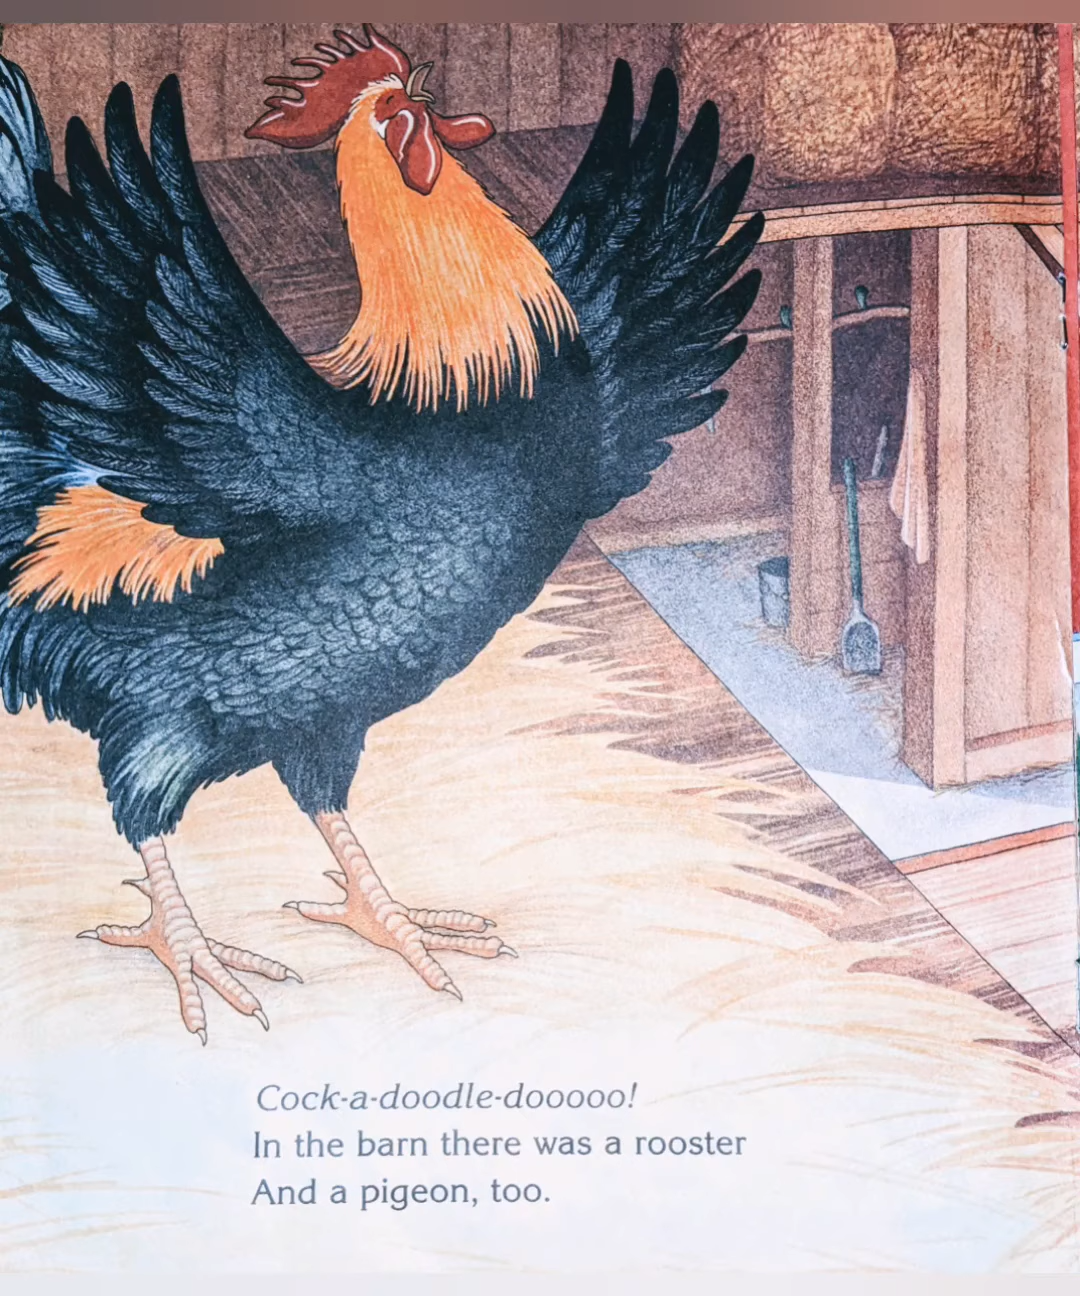 Cock-a-doodle-dooooo!
In the barn there was a rooster
And a pigeon, too.